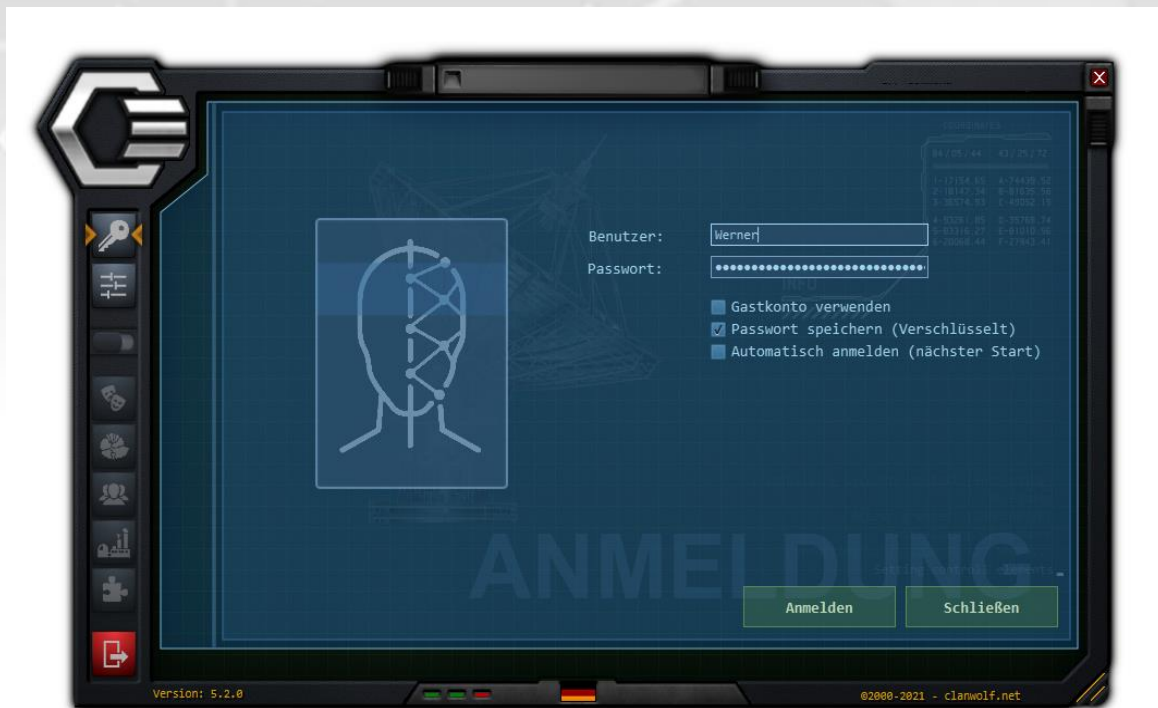 Benutzer:
Werner
Passwort:
••••••••••••••••••••••••••••••
Gastkonto verwenden
Passwort speichern (Verschlüsselt)
Automatisch anmelden (nächster Start)
INFO
ANMELDUNG
Anmelden
Schließen
Version: 5.2.0
©2000-2021 - clanwolf.net